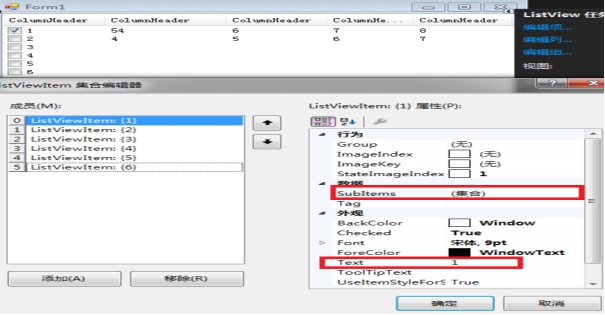 Form1
ColumnHeader ColumnHeader ColumnHeader ColumnHe... ColumnHeader
1 54 6 7 8
2 4 5 6 7
3
4
5
6
ListView 任务
编辑项...
编辑列...
编辑组...
视图:
stViewItem 集合编辑器
成员(M):
0 ListViewItem: {1}
1 ListViewItem: {2}
2 ListViewItem: {3}
3 ListViewItem: {4}
4 ListViewItem: {5}
5 ListViewItem: {6}
添加(A) 移除(R)
ListViewItem: {1} 属性(P):
行为
Group (无)
ImageIndex (无)
ImageKey (无)
StateImageIndex 1
数据
SubItems (集合)
Tag
外观
BackColor Window
Checked True
Font 宋体, 9pt
ForeColor WindowText
Text 1
ToolTipText
UseItemStyleForS True
确定 取消